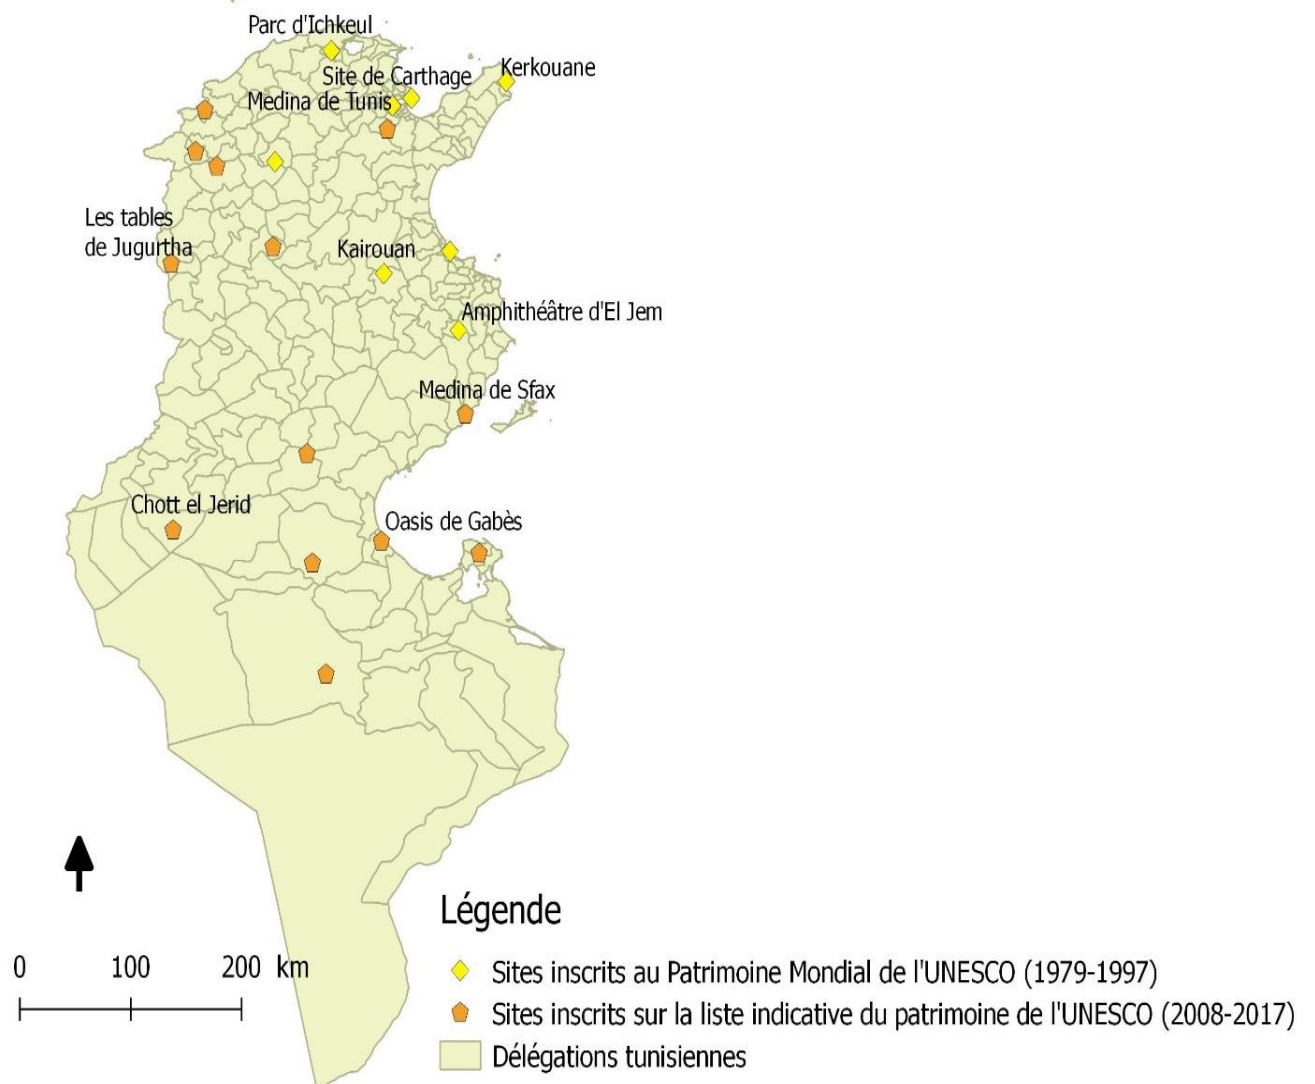 Parc d'Ichkeul
Kerkouane
Site de Carthage
Medina de Tunis
Les tables
de Jugurtha
Kairouan
Amphithéâtre d'El Jem
Medina de Sfax
Chott el Jerid
Oasis de Gabès
Légende
0 100 200 km
Sites inscrits au Patrimoine Mondial de l'UNESCO (1979-1997)
Sites inscrits sur la liste indicative du patrimoine de l'UNESCO (2008-2017)
Délégations tunisiennes